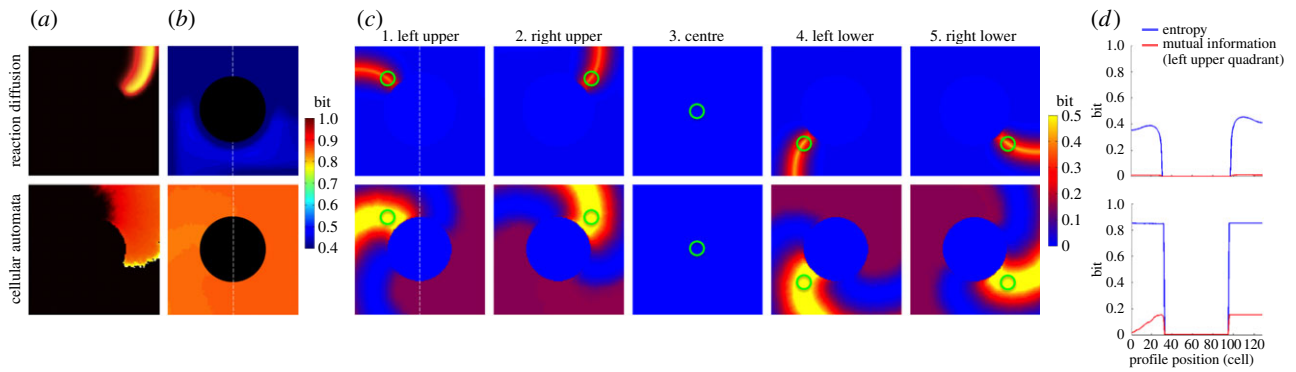 (a)
(b)
(c)
(d)
1. left upper
2. right upper
3. centre
4. left lower
5. right lower
entropy
mutual information
(left upper quadrant)
reaction diffusion
cellular automata
bit
1.0
0.9
0.8
0.7
0.6
0.5
0.4
bit
0.5
0.4
0.3
0.2
0.1
0
bit
1.0
0.8
0.6
0.4
0.2
0
bit
1.0
0.8
0.6
0.4
0.2
0
0 20 40 60 80 100 120
profile position (cell)